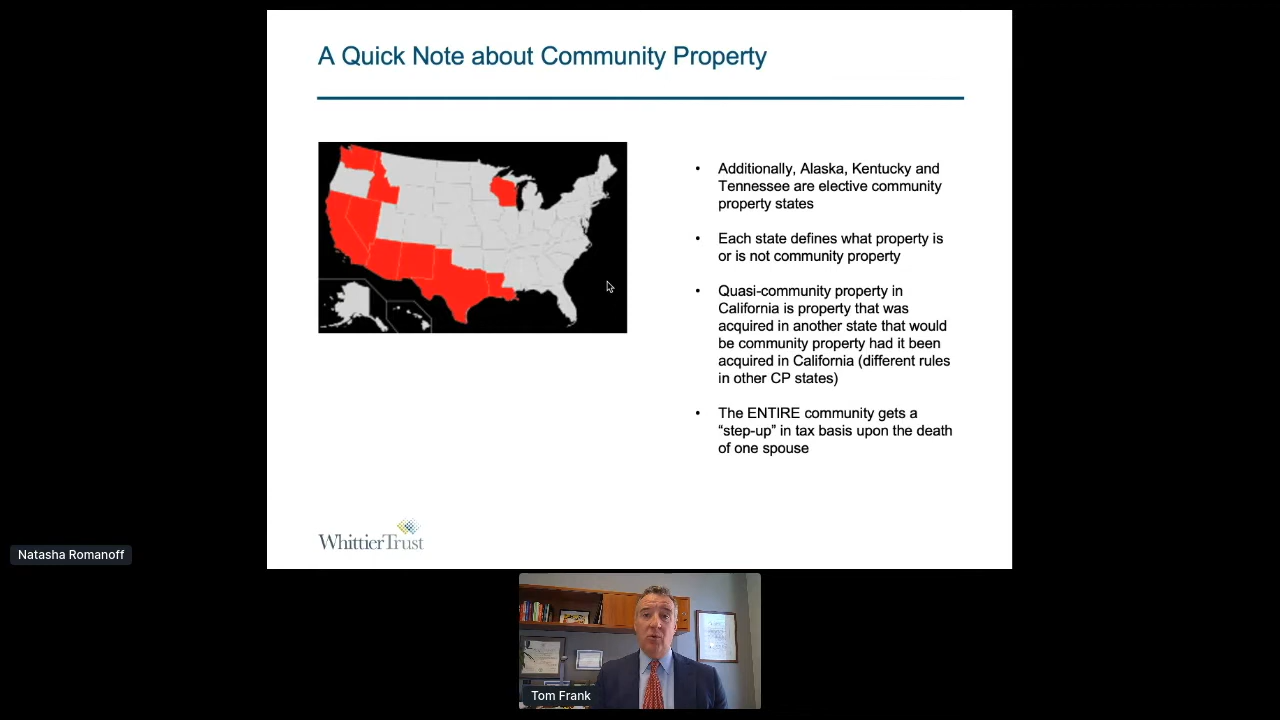 A Quick Note about Community Property
• Additionally, Alaska, Kentucky and
Tennessee are elective community
property states
• Each state defines what property is
or is not community property
• Quasi-community property in
California is property that was
acquired in another state that would
be community property had it been
acquired in California (different rules
in other CP states)
• The ENTIRE community gets a
“step-up” in tax basis upon the death
of one spouse
WhittierTrust
Natasha Romanoff
Tom Frank